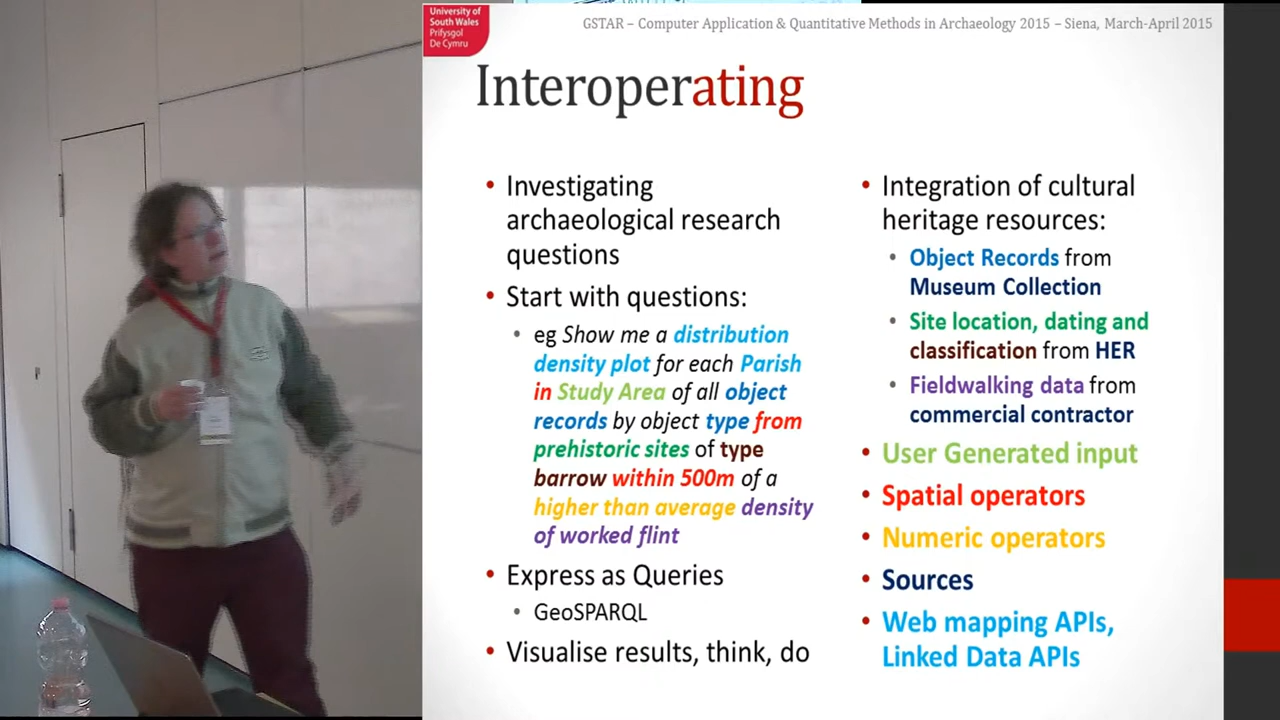 University of
South Wales
Prifysgol
De Cymru
GSTAR – Computer Application & Quantitative Methods in Archaeology 2015 – Siena, March-April 2015
Interoperating
• Investigating
archaeological research
questions
• Start with questions:
• eg Show me a distribution
density plot for each Parish
in Study Area of all object
records by object type from
prehistoric sites of type
barrow within 500m of a
higher than average density
of worked flint
• Express as Queries
• GeoSPARQL
• Visualise results, think, do
• Integration of cultural
heritage resources:
• Object Records from
Museum Collection
• Site location, dating and
classification from HER
• Fieldwalking data from
commercial contractor
• User Generated input
• Spatial operators
• Numeric operators
• Sources
• Web mapping APIs,
Linked Data APIs